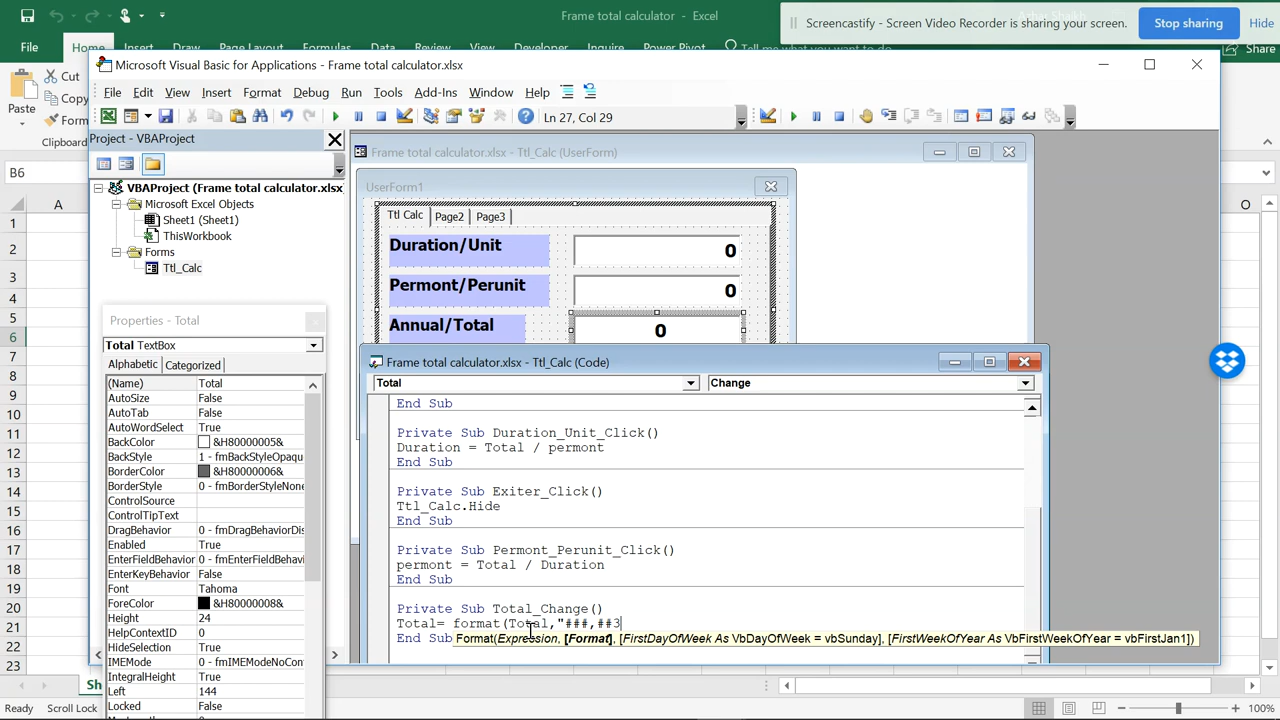 Frame total calculator - Excel
Screencastify - Screen Video Recorder is sharing your screen. Stop sharing Hide
File Home Insert Draw Page Layout Formulas Data Review View Developer Inquire Power Pivot Tell me what you want to do
Share
Microsoft Visual Basic for Applications - Frame total calculator.xlsx
Paste Cut
Copy
Form
Clipboard
File Edit View Insert Format Debug Run Tools Add-Ins Window Help
Ln 27, Col 29
Project - VBAProject
VBAProject (Frame total calculator.xlsx
Microsoft Excel Objects
Sheet1 (Sheet1)
ThisWorkbook
Forms
Ttl_Calc
B6
A
O
1
2
3
4
5
6
7
8
9
10
11
12
13
14
15
16
17
18
19
20
21
22
23
Frame total calculator.xlsx - Ttl_Calc (UserForm)
UserForm1
Ttl Calc Page2 Page3
Duration/Unit 0
Permont/Perunit 0
Annual/Total 0
Properties - Total
Total TextBox
Alphabetic Categorized
(Name) Total
AutoSize False
AutoTab False
AutoWordSelect True
BackColor &H80000005&
BackStyle 1 - fmBackStyleOpaqu
BorderColor &H80000006&
BorderStyle 0 - fmBorderStyleNone
ControlSource
ControlTipText
DragBehavior 0 - fmDragBehaviorDis
Enabled True
EnterFieldBehavior 0 - fmEnterFieldBehavio
EnterKeyBehavior False
Font Tahoma
ForeColor &H80000008&
Height 24
HelpContextID 0
HideSelection True
IMEMode 0 - fmIMEModeNoCon
IntegralHeight True
Left 144
Locked False
Frame total calculator.xlsx - Ttl_Calc (Code)
Total Change
End Sub
Private Sub Duration_Unit_Click()
Duration = Total / permont
End Sub
Private Sub Exiter_Click()
Ttl_Calc.Hide
End Sub
Private Sub Permont_Perunit_Click()
permont = Total / Duration
End Sub
Private Sub Total_Change()
Total= format(Total,"###,##3
End Sub
Format(Expression, [Format], [FirstDayOfWeek As VbDayOfWeek = vbSunday], [FirstWeekOfYear As VbFirstWeekOfYear = vbFirstJan1])
Sh
Ready Scroll Lock
100%